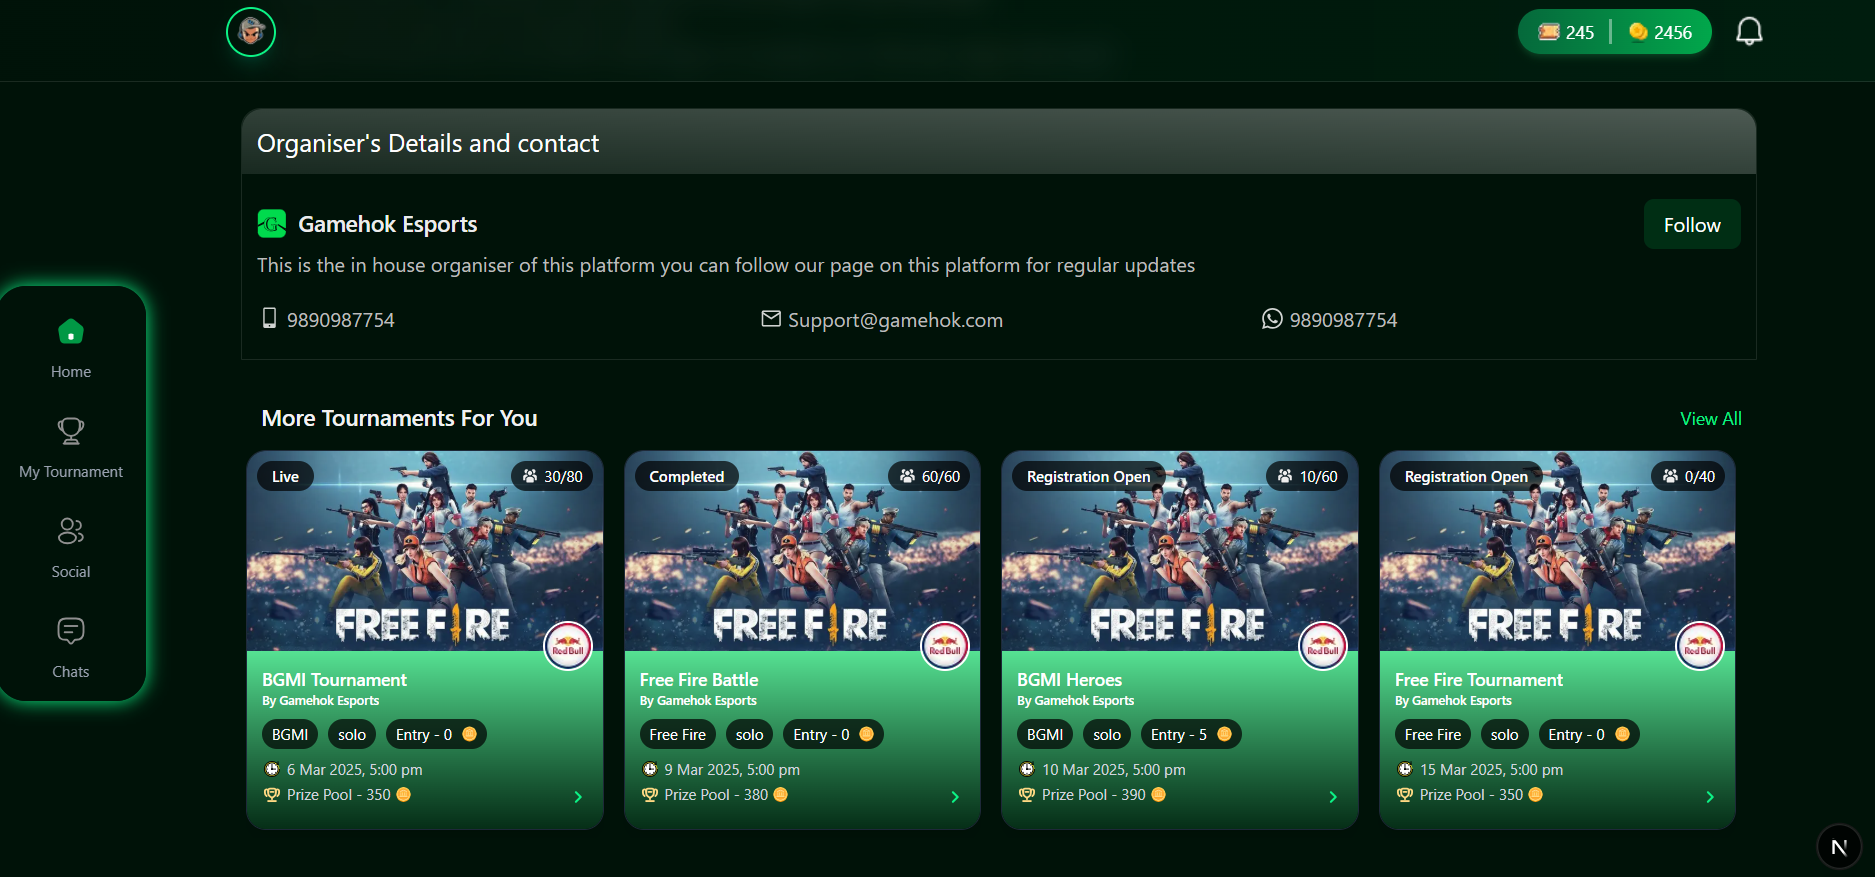 245 | 2456
Organiser's Details and contact
G Gamehok Esports
Follow
This is the in house organiser of this platform you can follow our page on this platform for regular updates
9890987754
Support@gamehok.com
9890987754
Home
My Tournament
Social
Chats
More Tournaments For You
View All
Live
30/80
FREE FIRE
Red Bull
BGMI Tournament
By Gamehok Esports
BGMI solo Entry - 0
6 Mar 2025, 5:00 pm
Prize Pool - 350
Completed
60/60
FREE FIRE
Red Bull
Free Fire Battle
By Gamehok Esports
Free Fire solo Entry - 0
9 Mar 2025, 5:00 pm
Prize Pool - 380
Registration Open
10/60
FREE FIRE
Red Bull
BGMI Heroes
By Gamehok Esports
BGMI solo Entry - 5
10 Mar 2025, 5:00 pm
Prize Pool - 390
Registration Open
0/40
FREE FIRE
Red Bull
Free Fire Tournament
By Gamehok Esports
Free Fire solo Entry - 0
15 Mar 2025, 5:00 pm
Prize Pool - 350
N